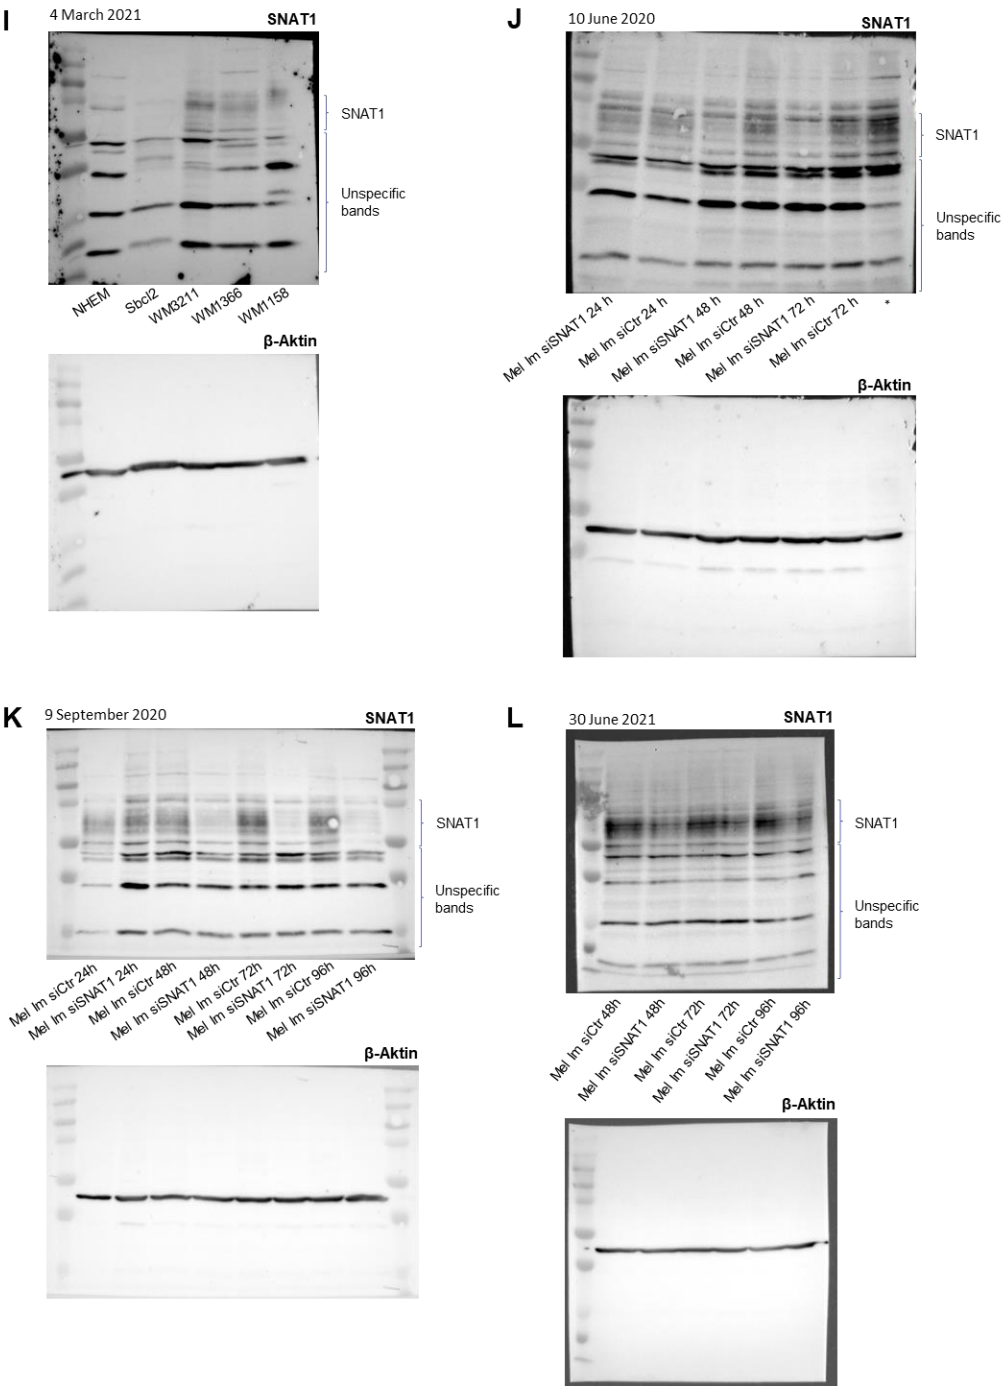 I
4 March 2021
SNAT1
SNAT1
Unspecific
bands
NHEM
Sbcl2
WM3211
WM1366
WM1158
β-Aktin
J
10 June 2020
SNAT1
SNAT1
Unspecific
bands
Mel Im siSNAT1 24 h
Mel Im siCtr 24 h
Mel Im siSNAT1 48 h
Mel Im siCtr 48 h
Mel Im siSNAT1 72 h
Mel Im siCtr 72 h
*
β-Aktin
K
9 September 2020
SNAT1
SNAT1
Unspecific
bands
Mel Im siCtr 24h
Mel Im siSNAT1 24h
Mel Im siCtr 48h
Mel Im siSNAT1 48h
Mel Im siCtr 72h
Mel Im siSNAT1 72h
Mel Im siCtr 96h
Mel Im siSNAT1 96h
β-Aktin
L
30 June 2021
SNAT1
SNAT1
Unspecific
bands
Mel Im siCtr 48h
Mel Im siSNAT1 48h
Mel Im siCtr 72h
Mel Im siSNAT1 72h
Mel Im siCtr 96h
Mel Im siSNAT1 96h
β-Aktin